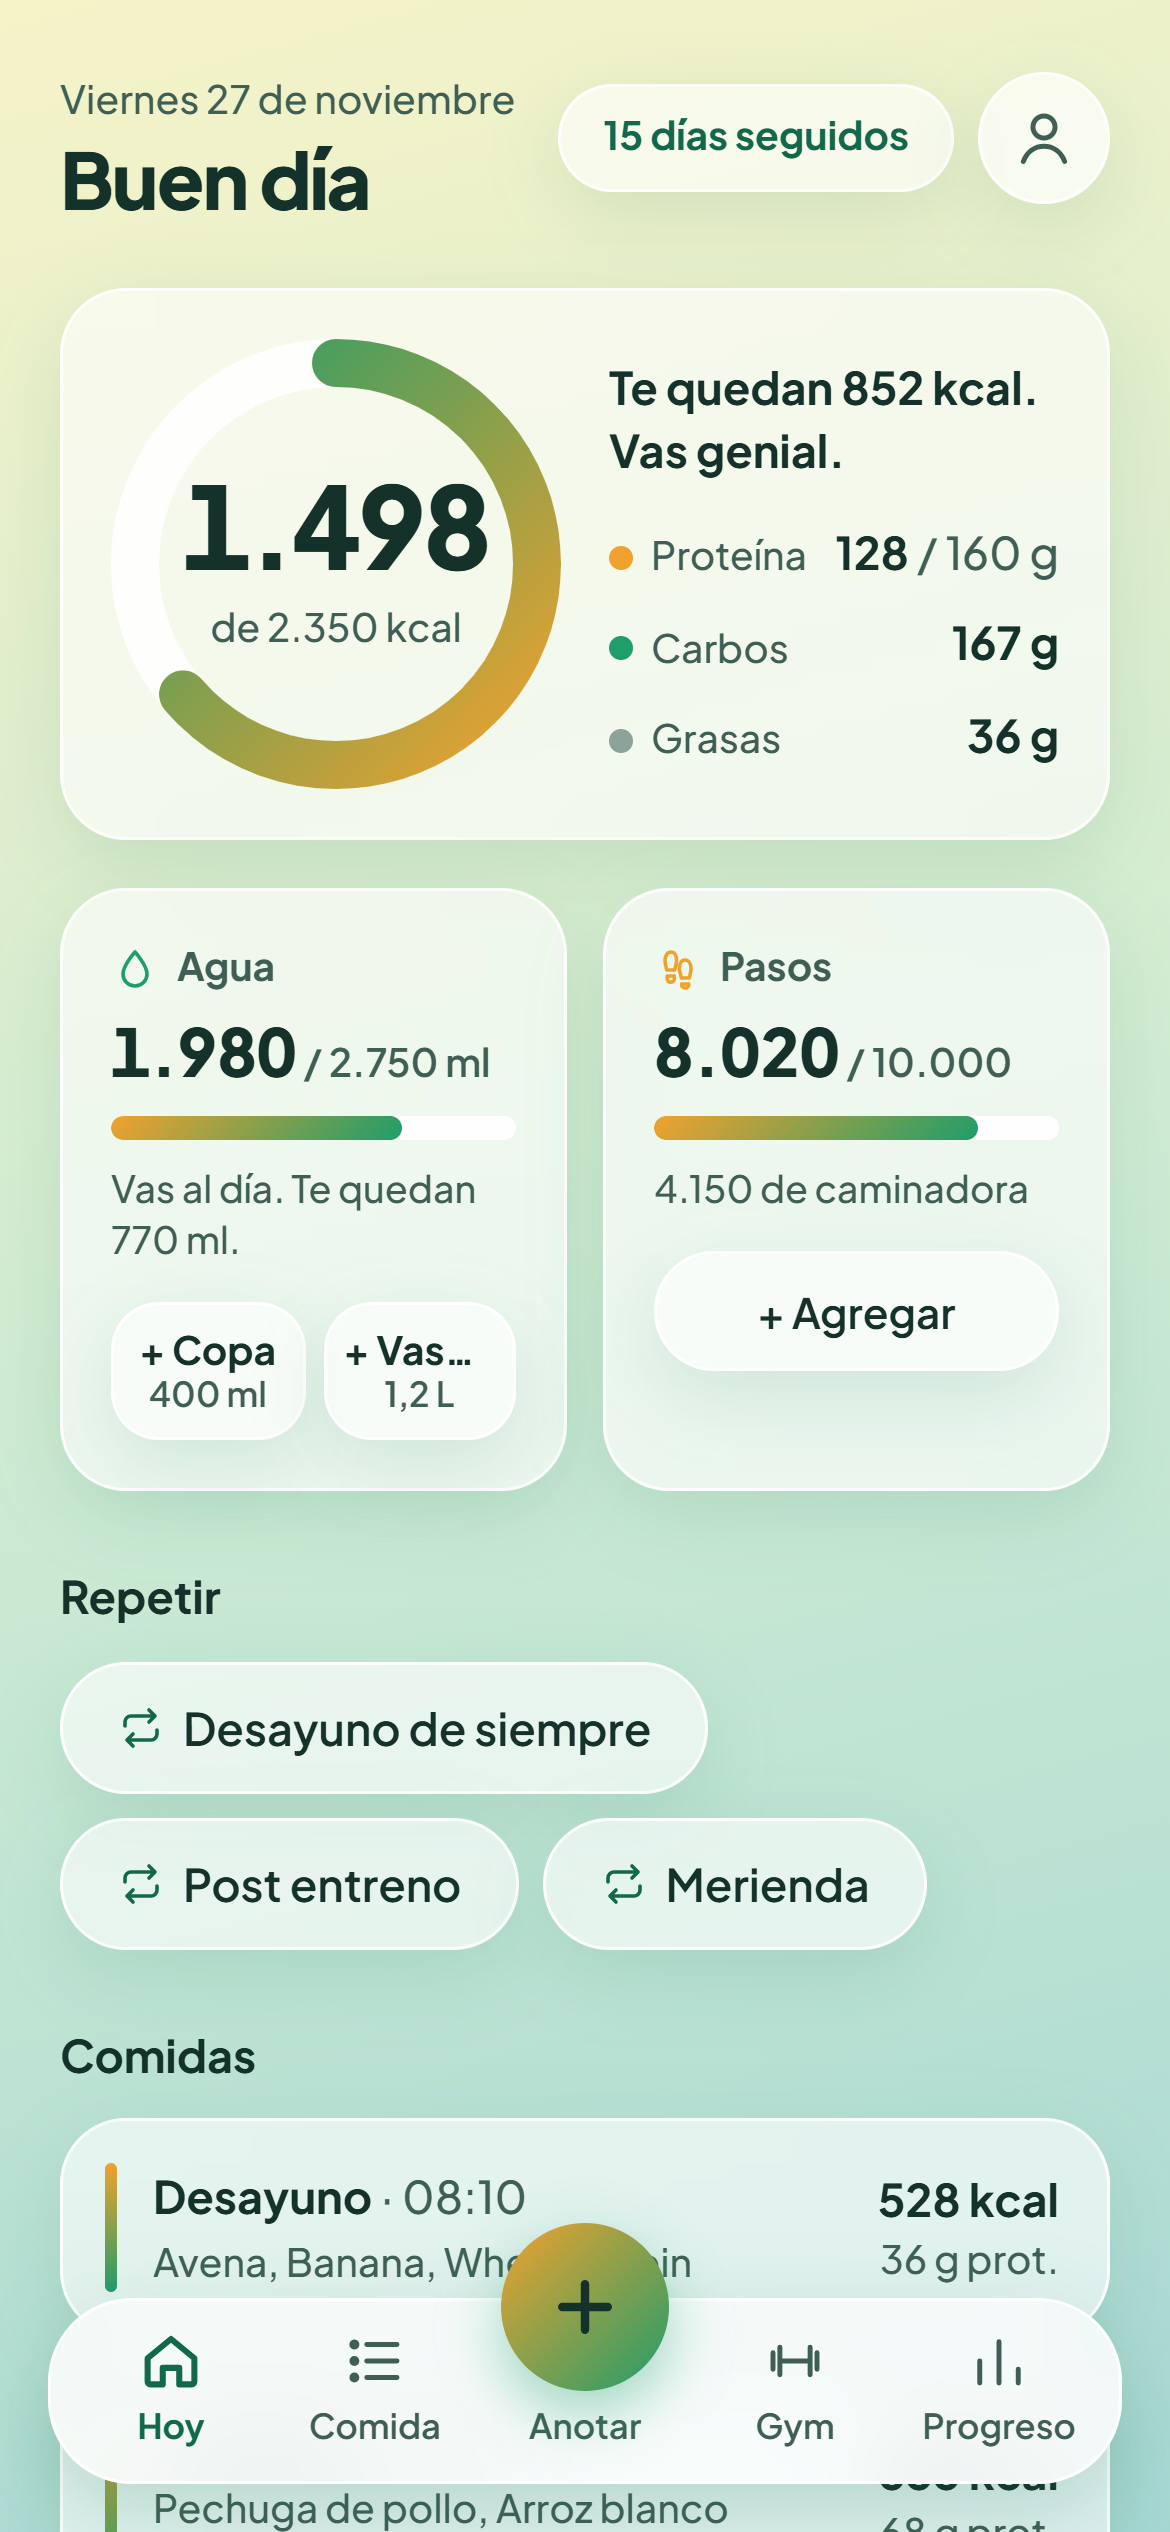 Viernes 27 de noviembre
Buen día
15 días seguidos
1.498
de 2.350 kcal
Te quedan 852 kcal.
Vas genial.
Proteína 128 / 160 g
Carbos 167 g
Grasas 36 g
Agua
1.980 / 2.750 ml
Vas al día. Te quedan
770 ml.
+ Copa
400 ml
+ Vas...
1,2 L
Pasos
8.020 / 10.000
4.150 de caminadora
+ Agregar
Repetir
Desayuno de siempre
Post entreno
Merienda
Comidas
Desayuno · 08:10
528 kcal
Avena, Banana,
36 g prot.
Hoy
Comida
Anotar
Gym
Progreso
kcal
Pechuga de pollo, Arroz blanco
68 g prot.